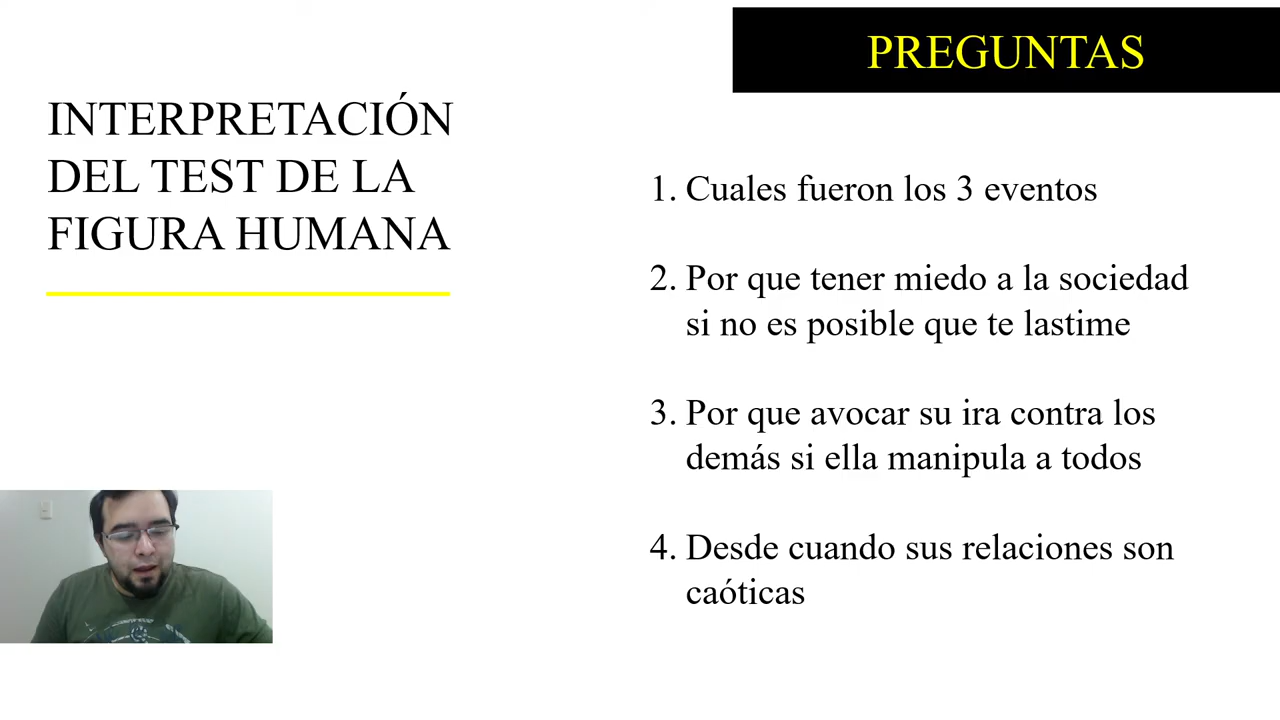 INTERPRETACIÓN
DEL TEST DE LA
FIGURA HUMANA
PREGUNTAS
1. Cuales fueron los 3 eventos
2. Por que tener miedo a la sociedad
si no es posible que te lastime
3. Por que avocar su ira contra los
demás si ella manipula a todos
4. Desde cuando sus relaciones son
caóticas